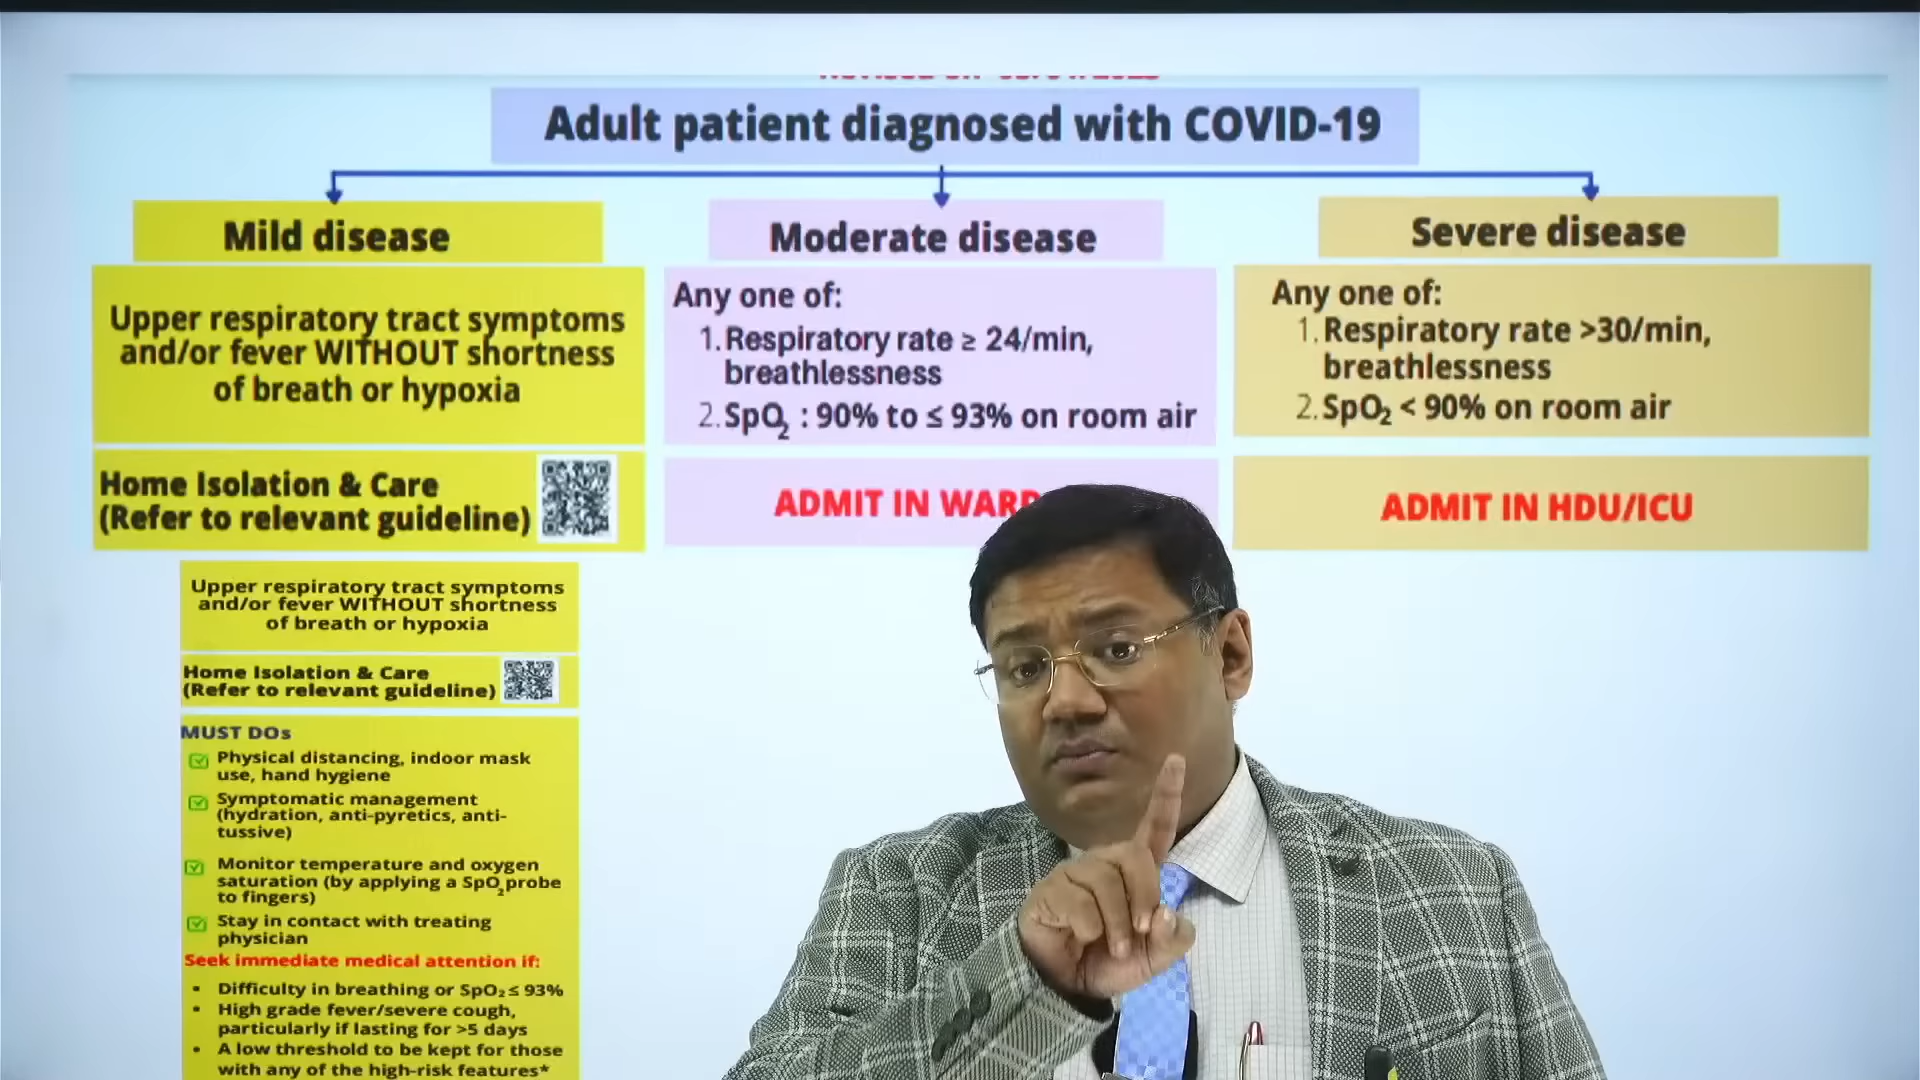 Adult patient diagnosed with COVID-19
Mild disease
Upper respiratory tract symptoms
and/or fever WITHOUT shortness
of breath or hypoxia
Home Isolation & Care
(Refer to relevant guideline)
Moderate disease
Any one of:
1. Respiratory rate ≥ 24/min,
breathlessness
2. SpO₂ : 90% to ≤ 93% on room air
ADMIT IN WARD
Severe disease
Any one of:
1. Respiratory rate >30/min,
breathlessness
2. SpO₂ < 90% on room air
ADMIT IN HDU/ICU
Upper respiratory tract symptoms
and/or fever WITHOUT shortness
of breath or hypoxia
Home Isolation & Care
(Refer to relevant guideline)
MUST DOs
Physical distancing, indoor mask
use, hand hygiene
Symptomatic management
(hydration, anti-pyretics, anti-
tussive)
Monitor temperature and oxygen
saturation (by applying a SpO₂ probe
to fingers)
Stay in contact with treating
physician
Seek immediate medical attention if:
• Difficulty in breathing or SpO₂ ≤ 93%
• High grade fever/severe cough,
particularly if lasting for >5 days
• A low threshold to be kept for those
with any of the high-risk features*